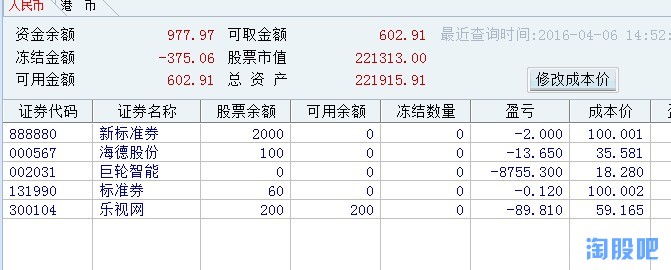 人民币 港 币
资金余额 977.97 可取金额 602.91 最近查询时间:2016-04-06 14:52:
冻结金额 -375.06 股票市值 221313.00
可用金额 602.91 总 资 产 221915.91 修改成本价
证券代码 证券名称 股票余额 可用余额 冻结数量 盈亏 成本价
888880 新标准券 2000 0 0 -2.000 100.001
000567 海德股份 100 0 0 -13.650 35.581
002031 巨轮智能 0 0 0 -8755.300 18.280
131990 标准券 60 0 0 -0.120 100.002
300104 乐视网 200 200 0 -89.810 59.165
淘股吧